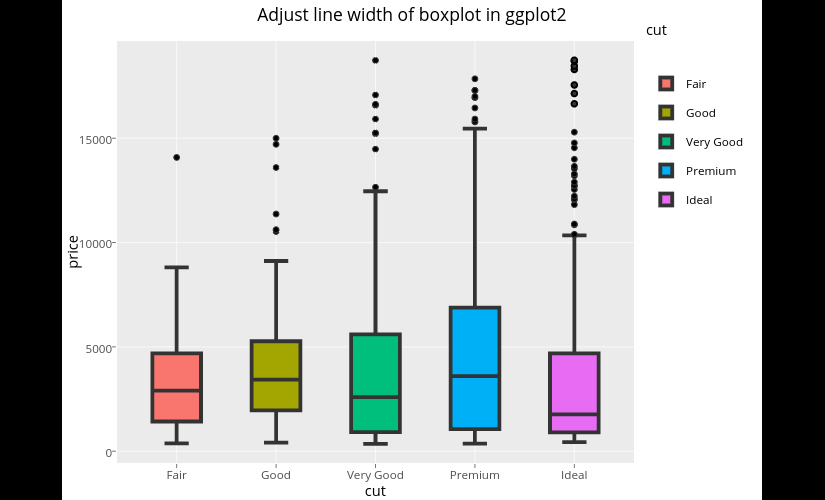 Adjust line width of boxplot in ggplot2
cut
Fair
Good
Very Good
Premium
Ideal
price
15000
10000
5000
0
Fair Good Very Good Premium Ideal
cut